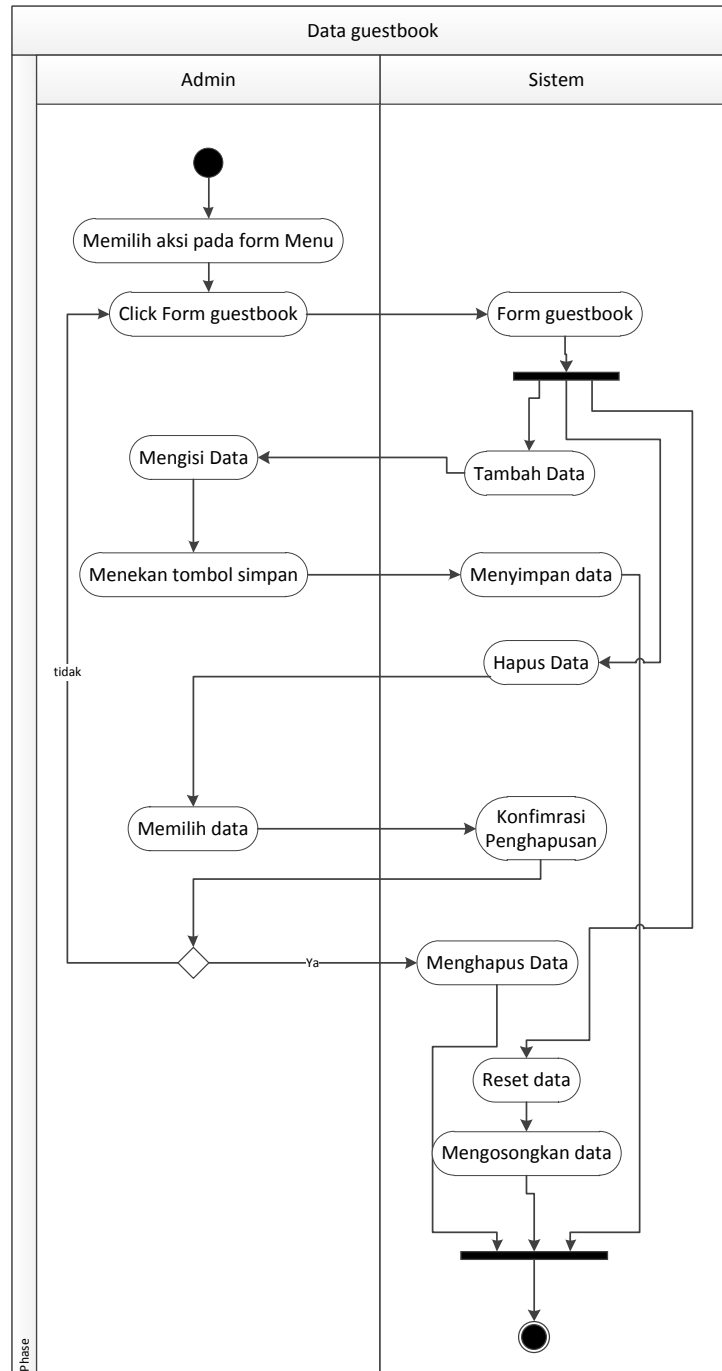 Data guestbook
Admin
Sistem
Memilih aksi pada form Menu
Click Form guestbook
Form guestbook
Mengisi Data
Tambah Data
Menekan tombol simpan
Menyimpan data
Hapus Data
tidak
Memilih data
Konfimrasi
Penghapusan
Ya
Menghapus Data
Reset data
Mengosongkan data
Phase